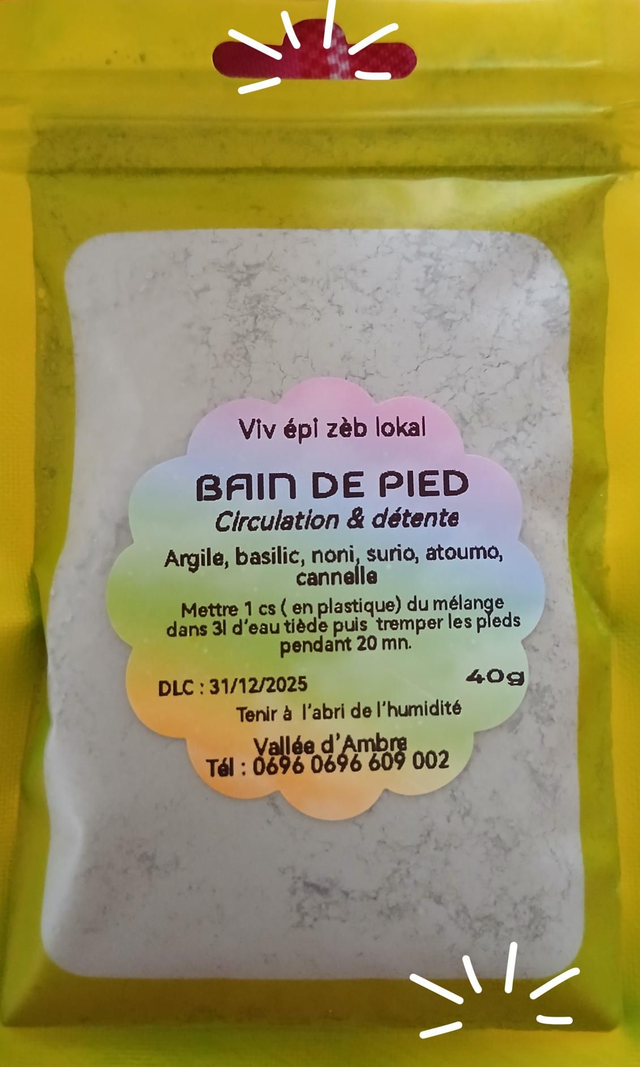 Viv épi zèb lokal
BAIN DE PIED
Circulation & détente
Argile, basilic, noni, surio, atoumo,
cannelle
Mettre 1 cs ( en plastique) du mélange
dans 3l d'eau tiède puis tremper les pieds
pendant 20 mn.
DLC : 31/12/2025
40g
Tenir à l'abri de l'humidité
Vallée d'Ambre
Tél : 0696 0696 609 002